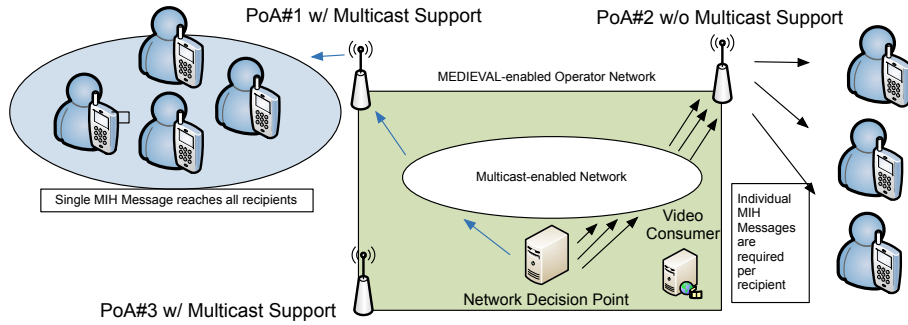 PoA#1 w/ Multicast Support
PoA#2 w/o Multicast Support
MEDIEVAL-enabled Operator Network
Multicast-enabled Network
Single MIH Message reaches all recipients
Video
Consumer
Individual
MIH
Messages
are
required
per
recipient
Network Decision Point
PoA#3 w/ Multicast Support